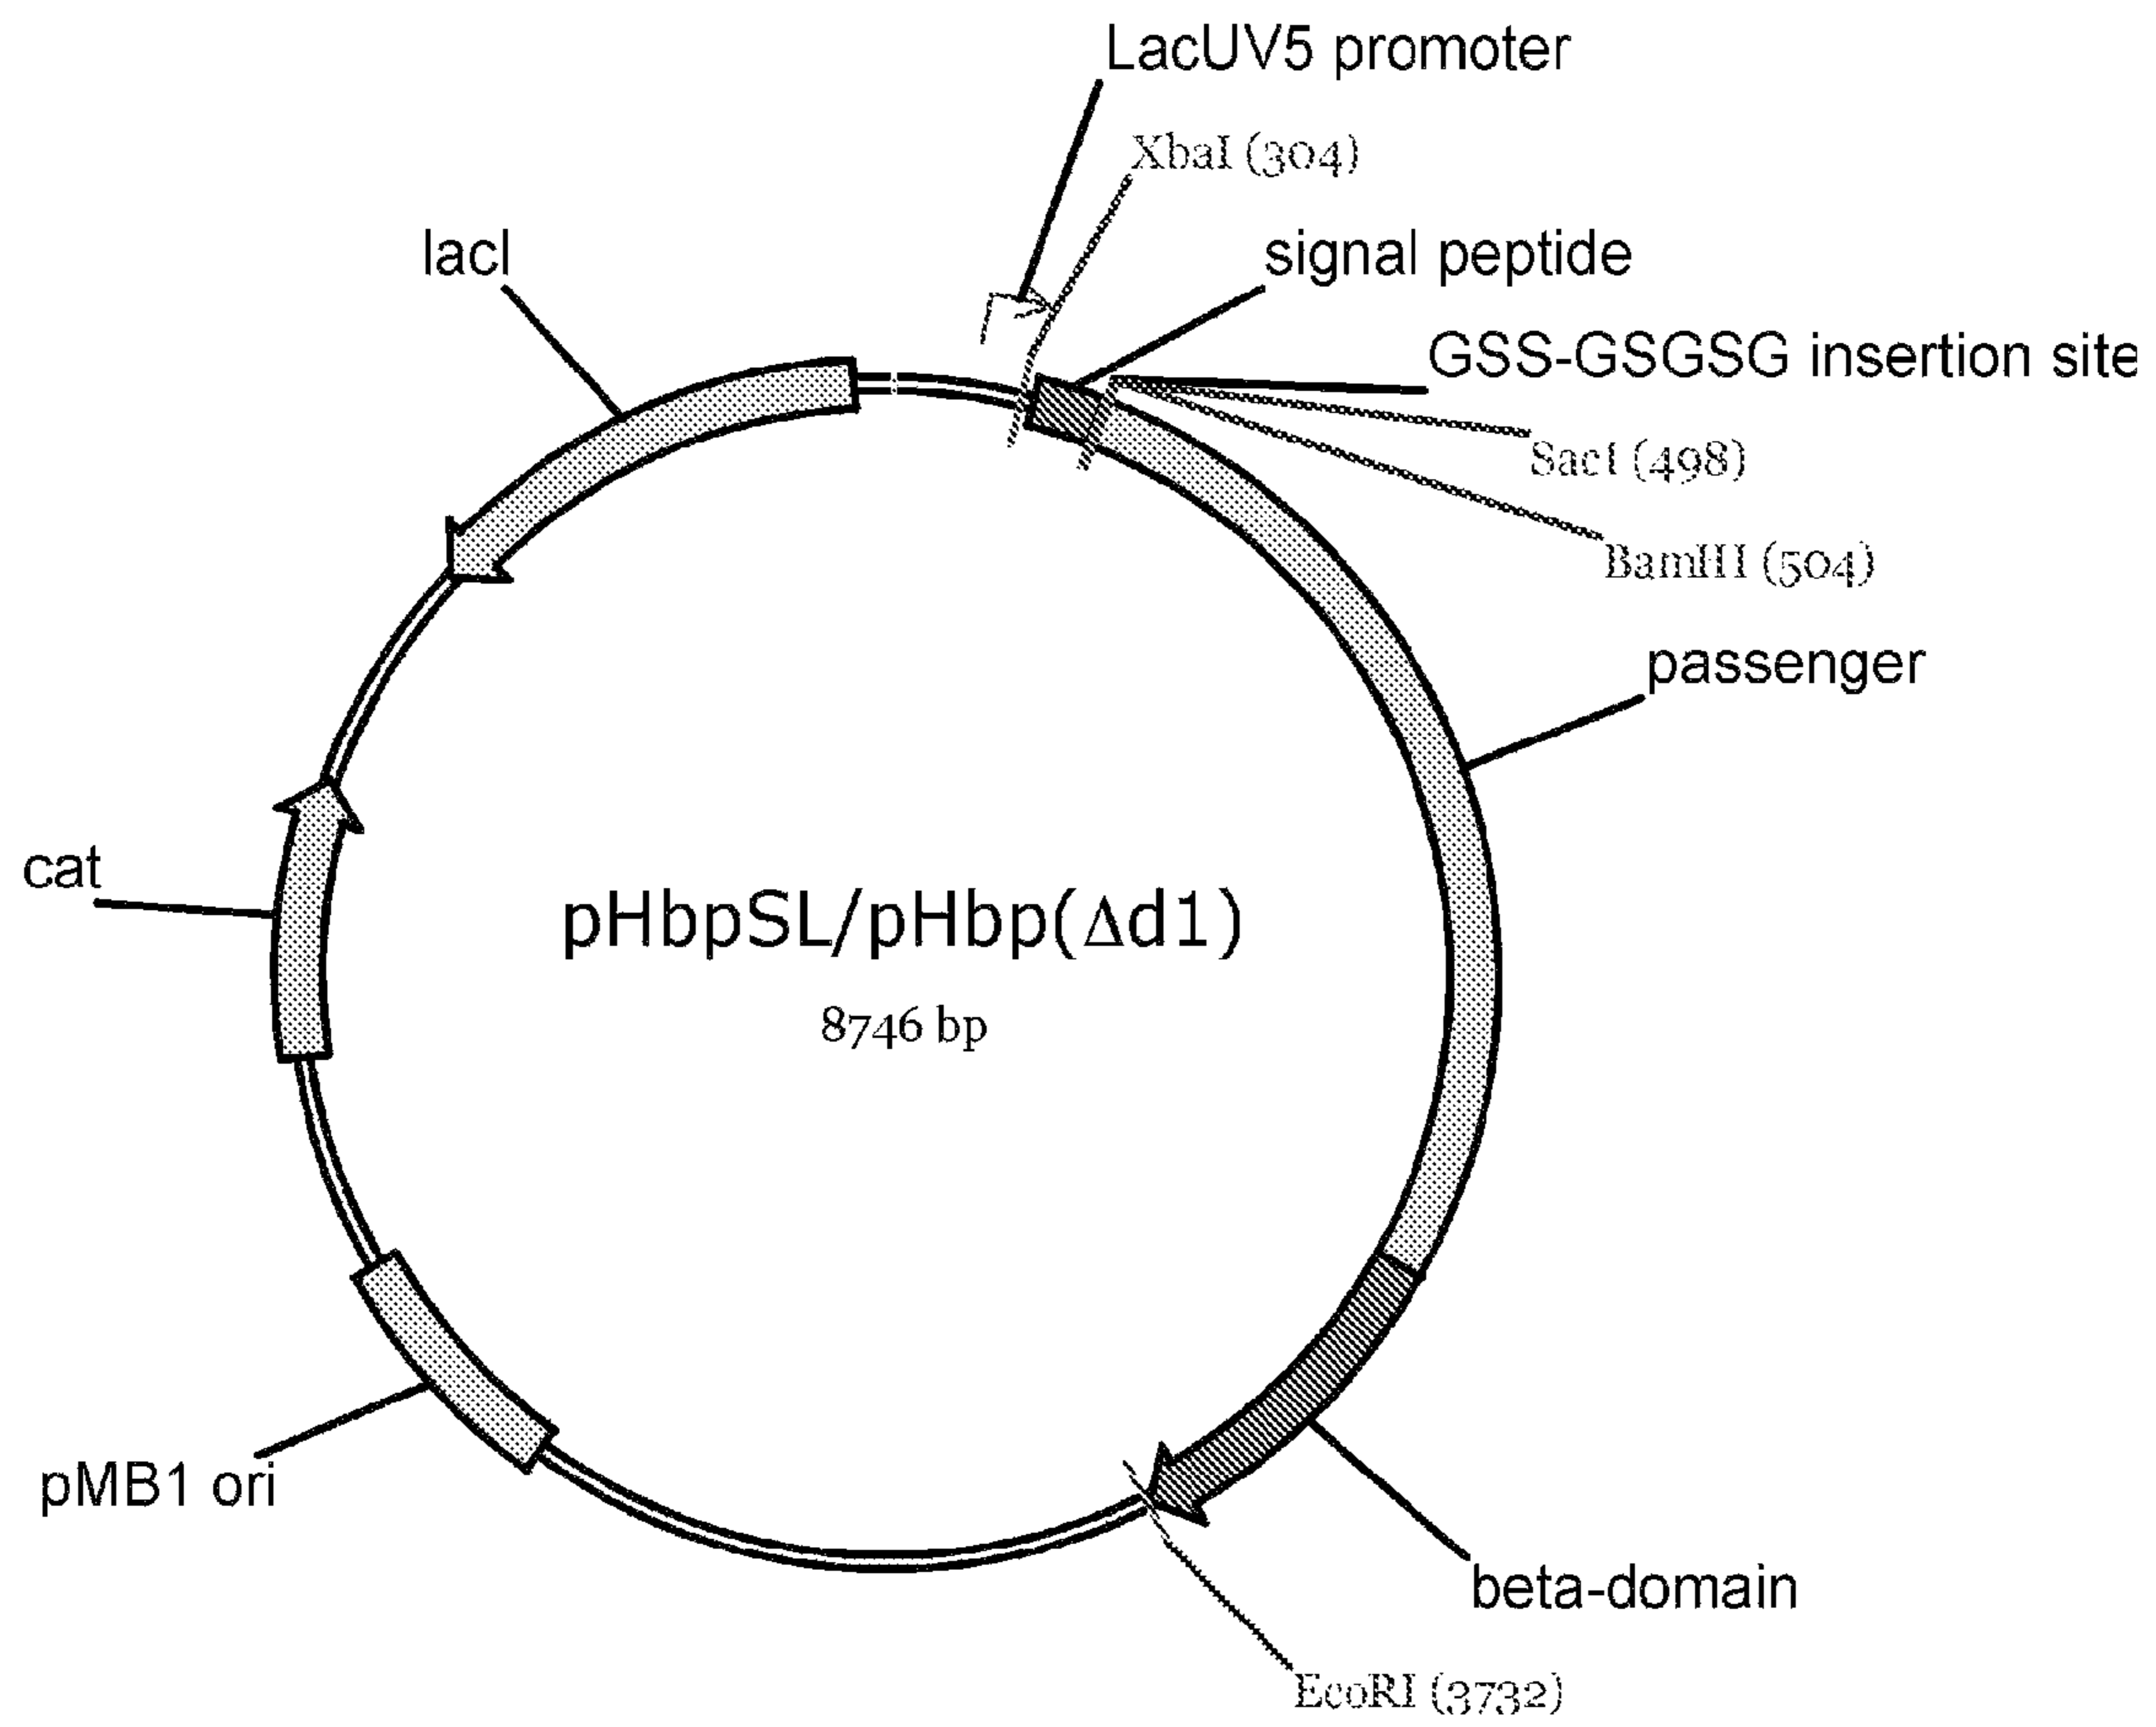 LacUV5 promoter
XbaI (304)
lacI
signal peptide
GSS-GSGSG insertion site
SacI (498)
BamHI (504)
passenger
cat
pHbpSL/pHbp(Δd1)
8746 bp
pMB1 ori
beta-domain
EcoRI (3732)